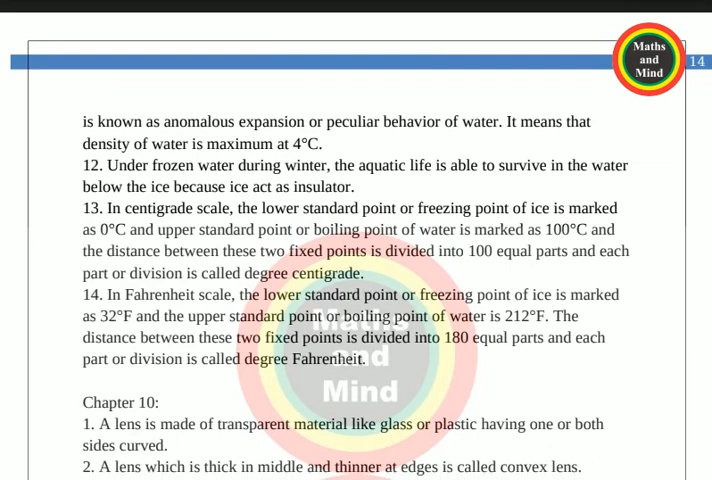 Maths
and
Mind
14
is known as anomalous expansion or peculiar behavior of water. It means that
density of water is maximum at 4°C.
12. Under frozen water during winter, the aquatic life is able to survive in the water
below the ice because ice act as insulator.
13. In centigrade scale, the lower standard point or freezing point of ice is marked
as 0°C and upper standard point or boiling point of water is marked as 100°C and
the distance between these two fixed points is divided into 100 equal parts and each
part or division is called degree centigrade.
14. In Fahrenheit scale, the lower standard point or freezing point of ice is marked
as 32°F and the upper standard point or boiling point of water is 212°F. The
distance between these two fixed points is divided into 180 equal parts and each
part or division is called degree Fahrenheit.
Maths
and
Mind
Chapter 10:
1. A lens is made of transparent material like glass or plastic having one or both
sides curved.
2. A lens which is thick in middle and thinner at edges is called convex lens.